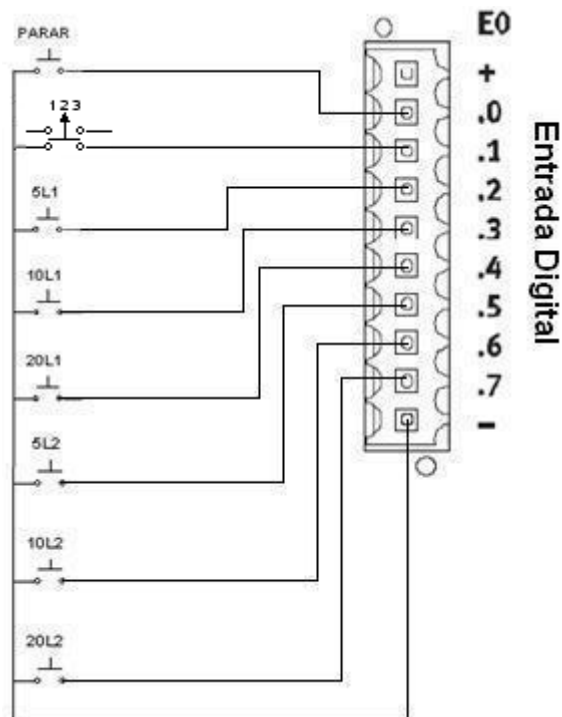 PARAR
1 2 3
5L1
10L1
20L1
5L2
10L2
20L2
E0
+
.0
.1
.2
.3
.4
.5
.6
.7
-
Entrada Digital